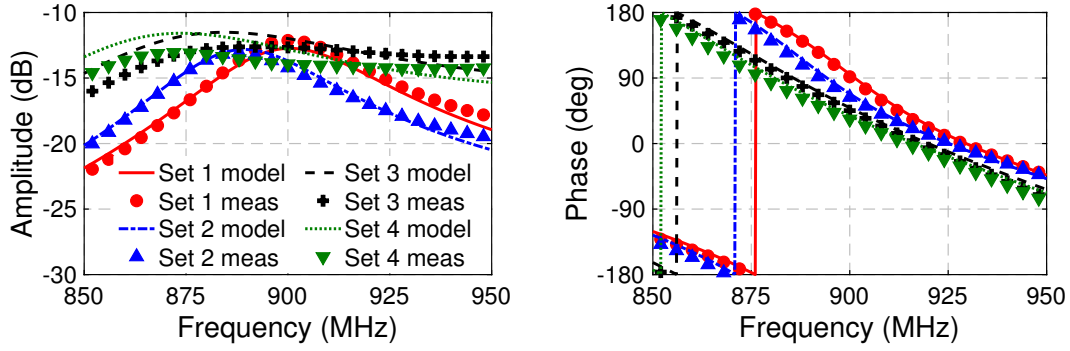 -10
-15
-20
-25
-30
Amplitude (dB)
Set 1 model
Set 3 model
Set 1 meas
Set 3 meas
Set 2 model
Set 4 model
Set 2 meas
Set 4 meas
850 875 900 925 950
Frequency (MHz)
180
90
0
-90
-180
Phase (deg)
850 875 900 925 950
Frequency (MHz)